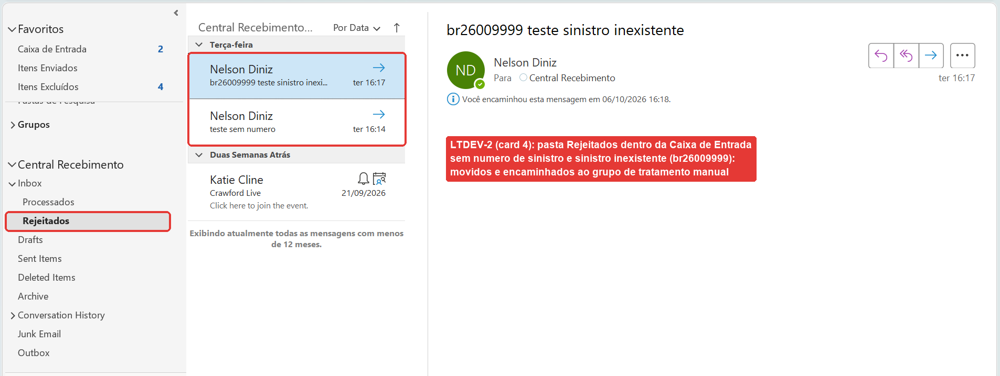 Favoritos
Caixa de Entrada 2
Itens Enviados
Itens Excluídos 4
Pastas de Pesquisa
Grupos
Central Recebimento
Inbox
Processados
Rejeitados
Drafts
Sent Items
Deleted Items
Archive
Conversation History
Junk Email
Outbox
Central Recebimento... Por Data
Terça-feira
Nelson Diniz
br26009999 teste sinistro inexi... ter 16:17
Nelson Diniz
teste sem numero ter 16:14
Duas Semanas Atrás
Katie Cline
Crawford Live 21/09/2026
Click here to join the event.
Exibindo atualmente todas as mensagens com menos
de 12 meses.
br26009999 teste sinistro inexistente
ND
Nelson Diniz
Para Central Recebimento
ter 16:17
Você encaminhou esta mensagem em 06/10/2026 16:18.
LTDEV-2 (card 4): pasta Rejeitados dentro da Caixa de Entrada
sem numero de sinistro e sinistro inexistente (br26009999):
movidos e encaminhados ao grupo de tratamento manual